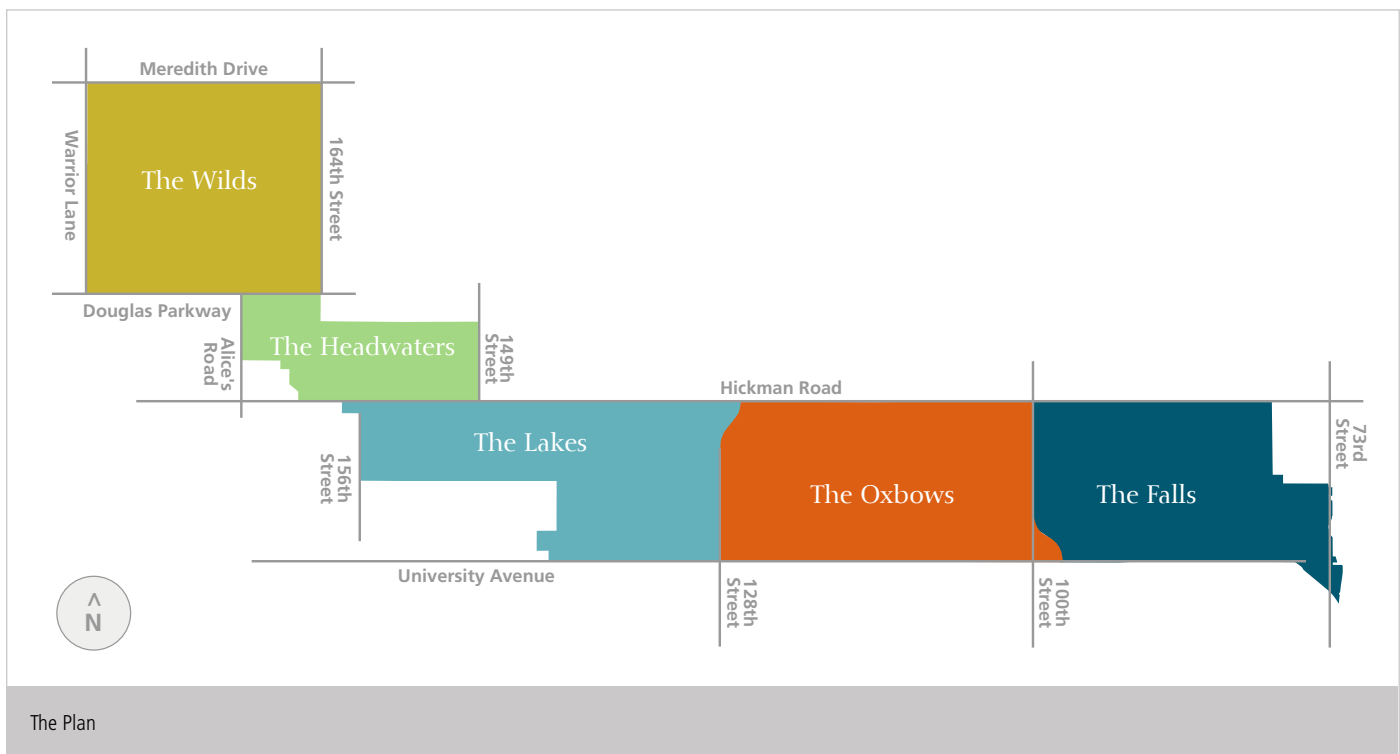 Meredith Drive
Warrior Lane
The Wilds
164th Street
Douglas Parkway
Alice's
Road
The Headwaters
149th
Street
Hickman Road
The Lakes
156th
Street
The Oxbows
The Falls
73rd
Street
University Avenue
128th
Street
100th
Street
^
N
The Plan